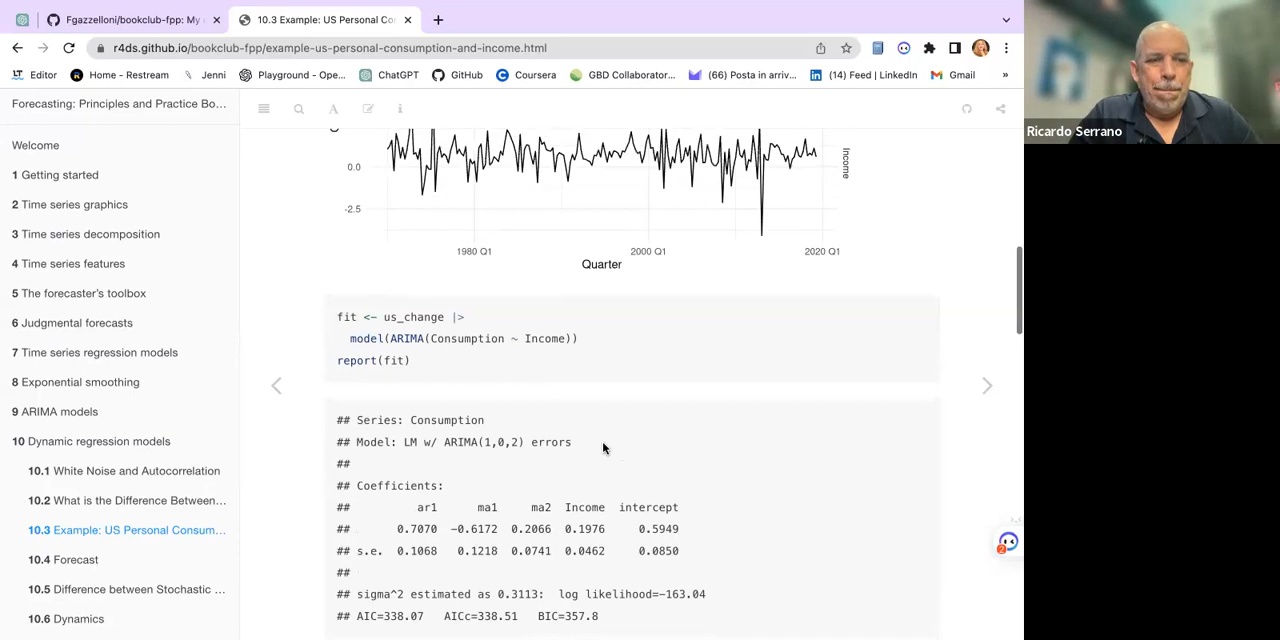 Fgazzelloni/bookclub-fpp: My
10.3 Example: US Personal Con
r4ds.github.io/bookclub-fpp/example-us-personal-consumption-and-income.html
Editor
Home - Restream
Jenni
Playground - Ope...
ChatGPT
GitHub
Coursera
GBD Collaborator...
(66) Posta in arriv...
(14) Feed | LinkedIn
Gmail
»
Forecasting: Principles and Practice Bo...
Welcome
1 Getting started
2 Time series graphics
3 Time series decomposition
4 Time series features
5 The forecaster's toolbox
6 Judgmental forecasts
7 Time series regression models
8 Exponential smoothing
9 ARIMA models
10 Dynamic regression models
10.1 White Noise and Autocorrelation
10.2 What is the Difference Between...
10.3 Example: US Personal Consum...
10.4 Forecast
10.5 Difference between Stochastic ...
10.6 Dynamics
0.0
-2.5
Income
1980 Q1
2000 Q1
2020 Q1
Quarter
fit <- us_change |>
model(ARIMA(Consumption ~ Income))
report(fit)
## Series: Consumption
## Model: LM w/ ARIMA(1,0,2) errors
##
## Coefficients:
## ar1 ma1 ma2 Income intercept
## 0.7070 -0.6172 0.2066 0.1976 0.5949
## s.e. 0.1068 0.1218 0.0741 0.0462 0.0850
##
## sigma^2 estimated as 0.3113: log likelihood=-163.04
## AIC=338.07 AICc=338.51 BIC=357.8
2
Ricardo Serrano